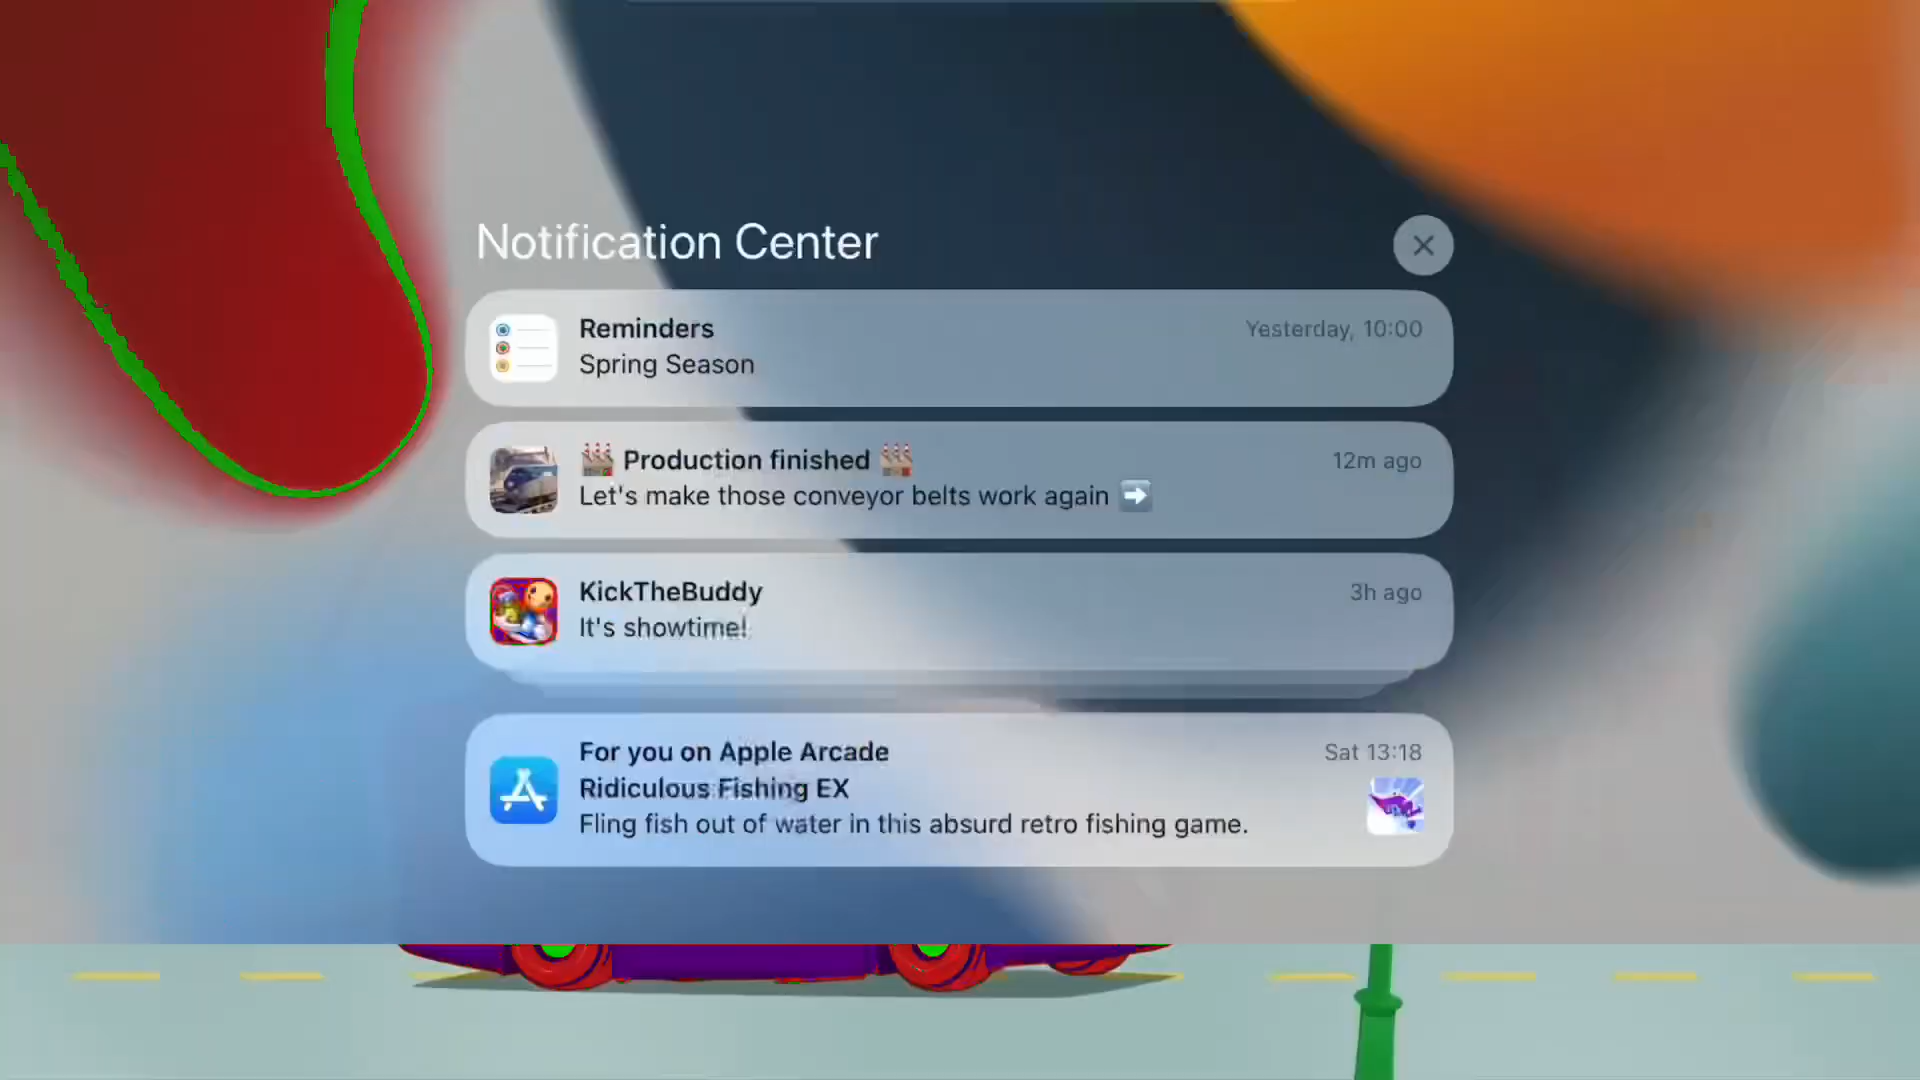 Notification Center
Reminders
Yesterday, 10:00
Spring Season
🏭 Production finished 🏭
12m ago
Let's make those conveyor belts work again ➡️
KickTheBuddy
3h ago
It's showtime!
For you on Apple Arcade
Sat 13:18
Ridiculous Fishing EX
Fling fish out of water in this absurd retro fishing game.